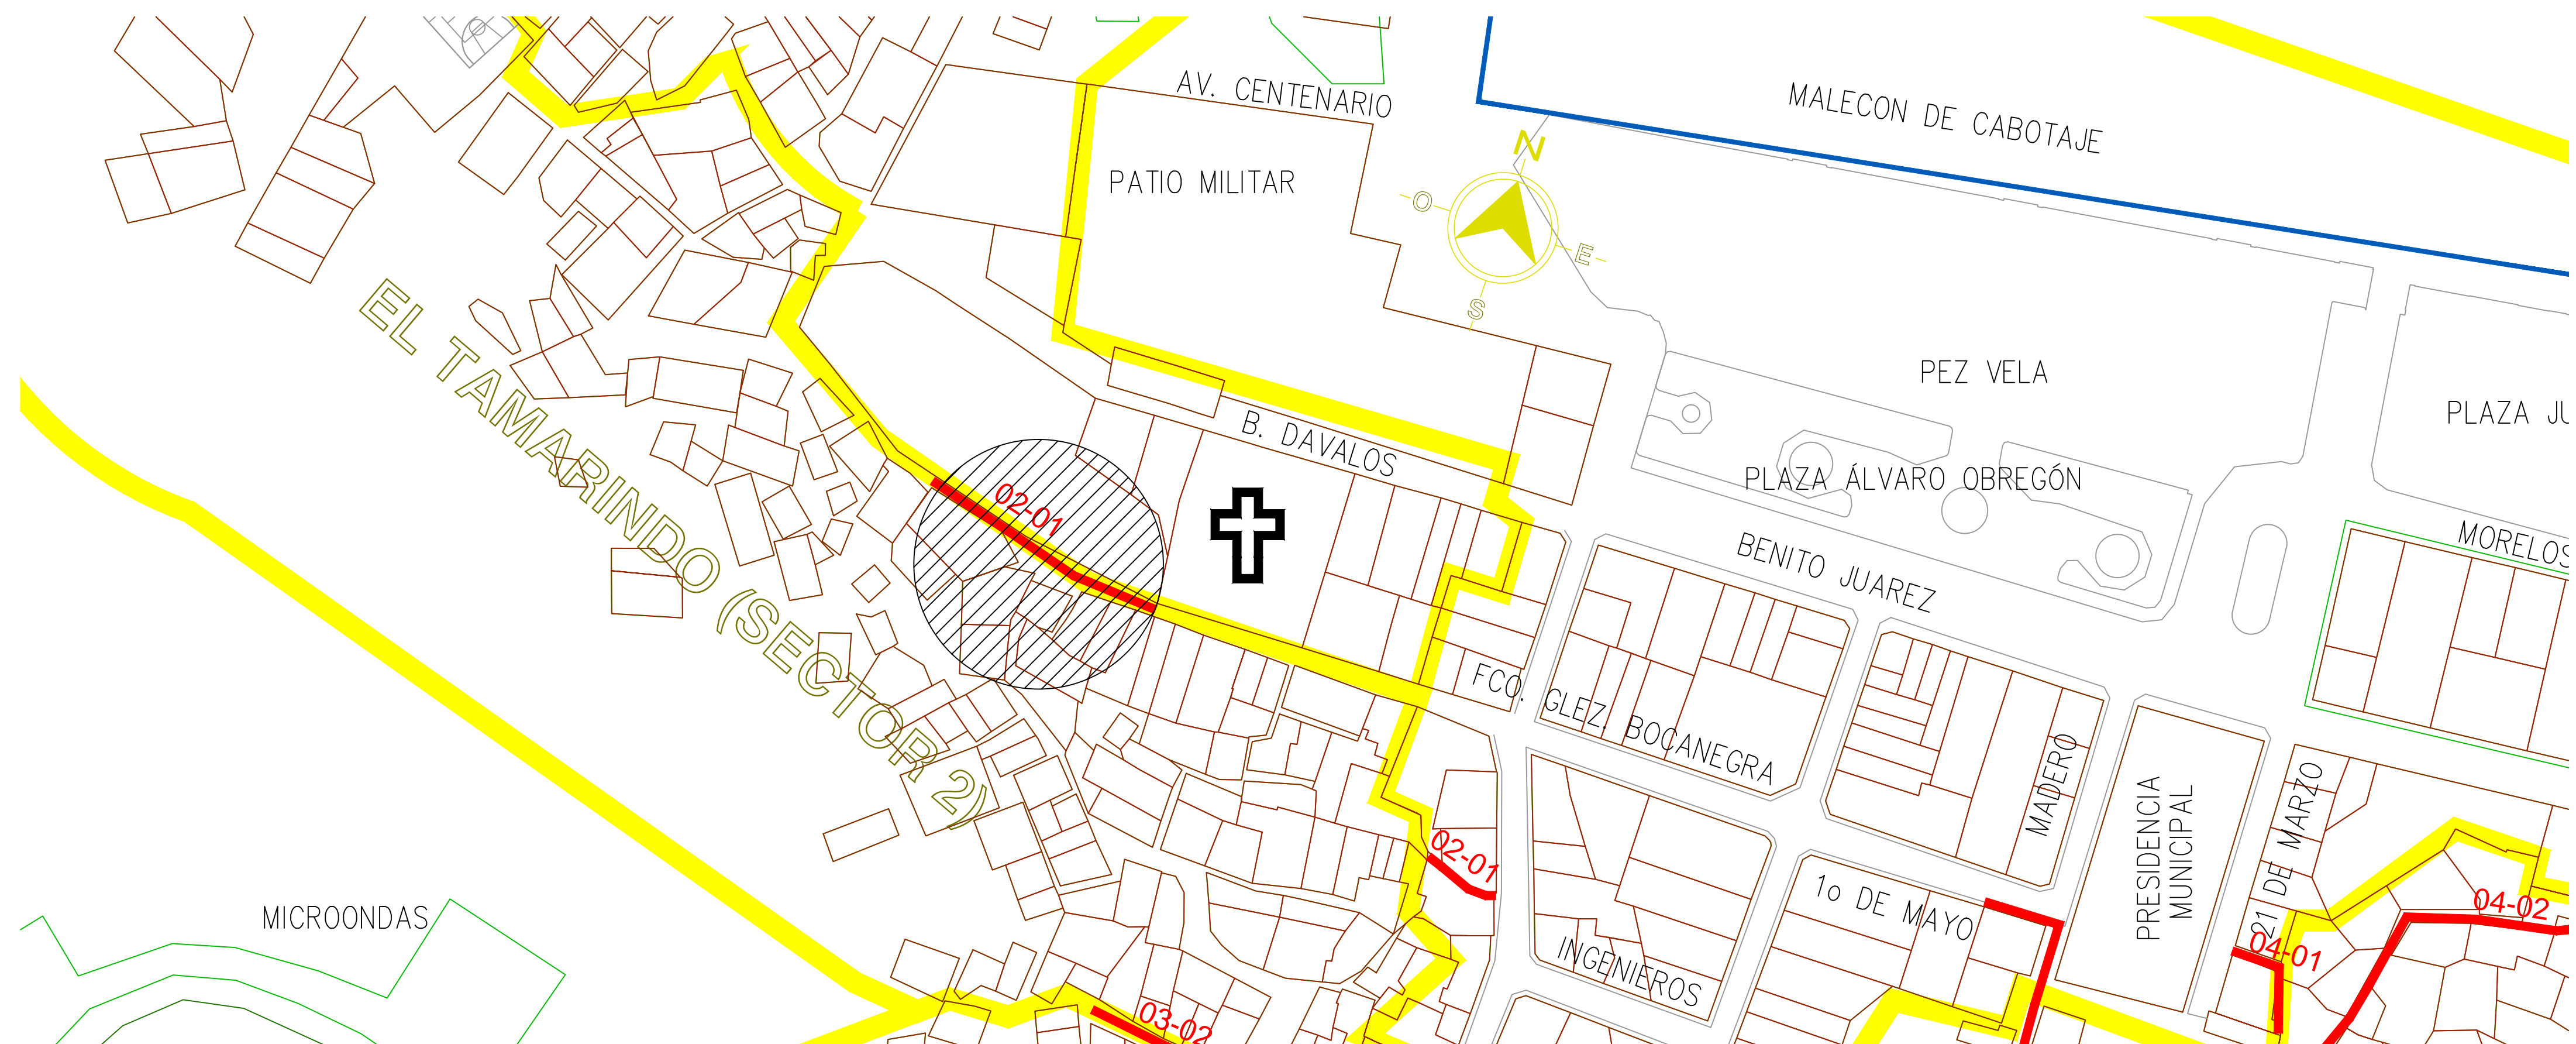 AV. CENTENARIO
MALECON DE CABOTAJE
PATIO MILITAR
N
O
E
S
EL TAMARINDO (SECTOR 2)
PEZ VELA
PLAZA JU
B. DAVALOS
PLAZA ÁLVARO OBREGÓN
02-01
MORELOS
BENITO JUAREZ
FCO. GLEZ. BOCANEGRA
MADERO
PRESIDENCIA
MUNICIPAL
21 DE MARZO
02-01
1o DE MAYO
04-02
MICROONDAS
INGENIEROS
04-01
03-02